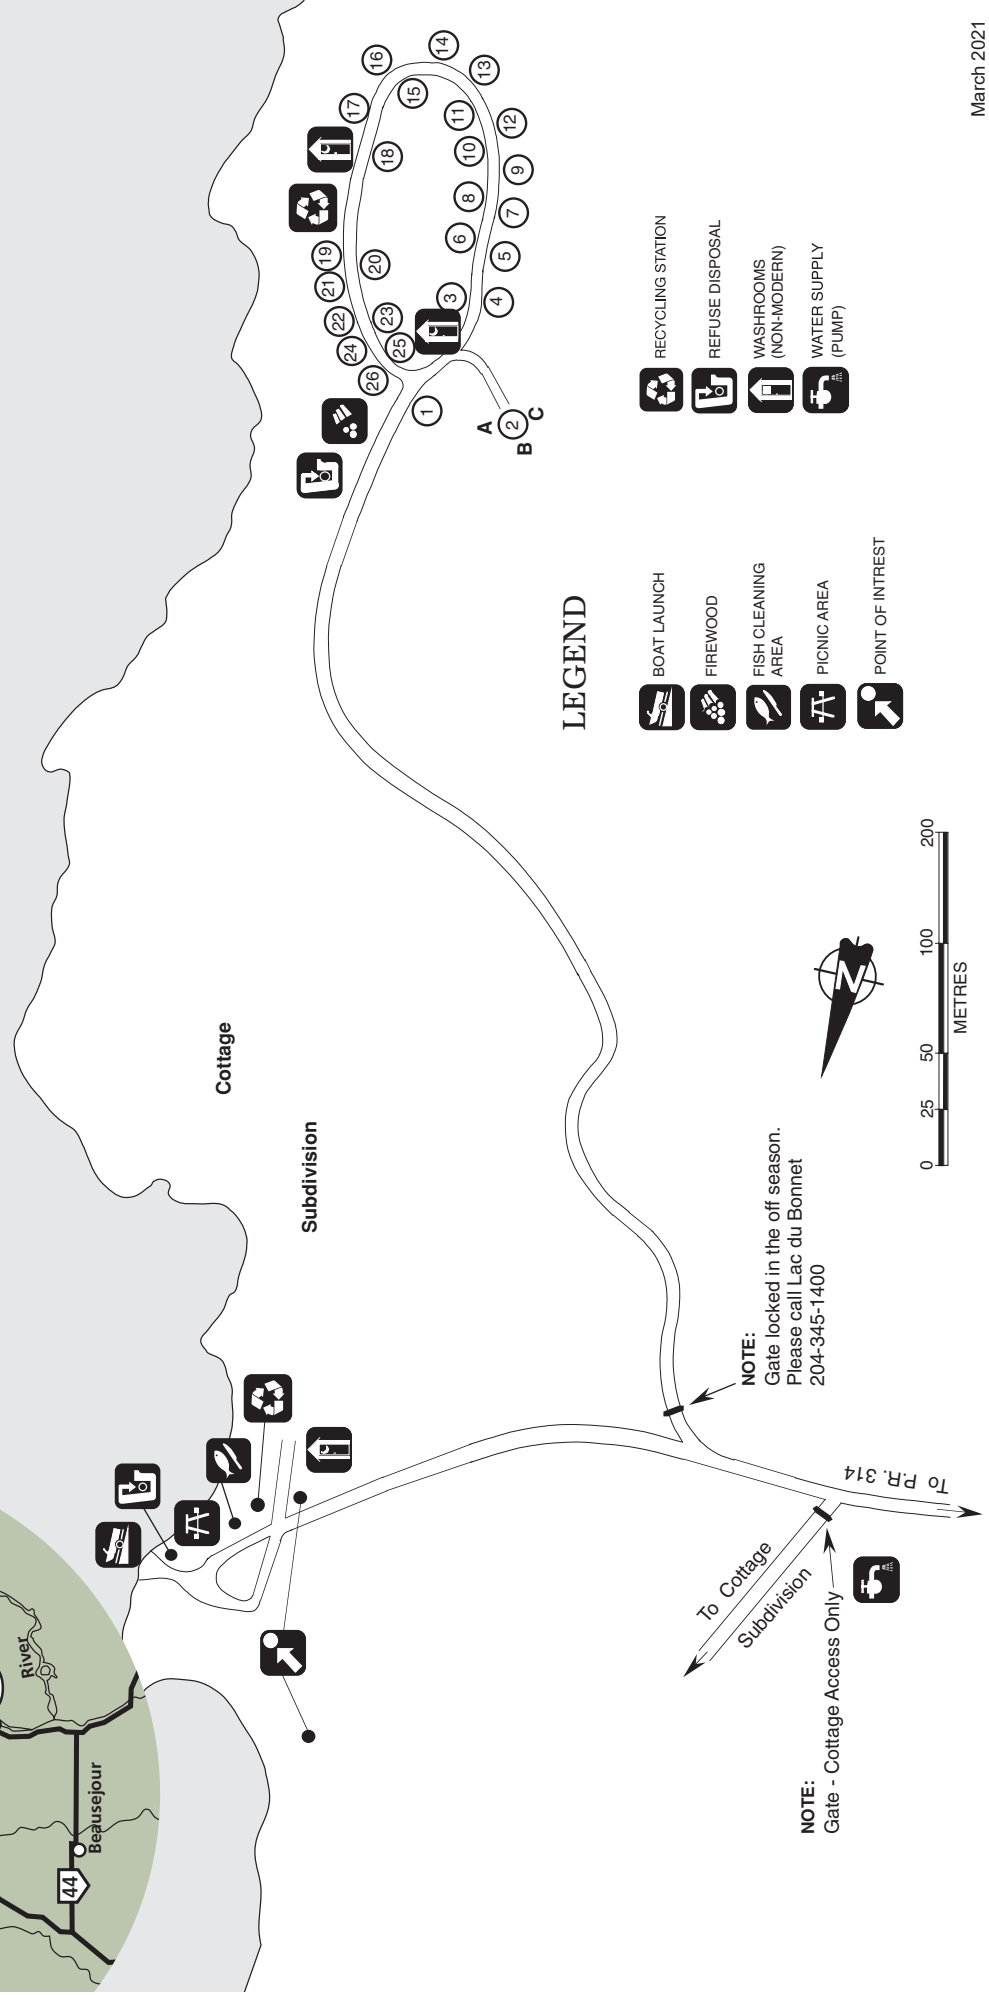 River
Beausejour
44
Cottage
Subdivision
16
14
13
17
15
11
12
18
10
9
8
7
19
20
6
5
21
3
4
22
23
24
25
26
1
A
2
C
B
LEGEND
BOAT LAUNCH
FIREWOOD
FISH CLEANING
AREA
PICNIC AREA
POINT OF INTREST
RECYCLING STATION
REFUSE DISPOSAL
WASHROOMS
(NON-MODERN)
WATER SUPPLY
(PUMP)
N
0 25 50 100 200
METRES
NOTE:
Gate locked in the off season.
Please call Lac du Bonnet
204-345-1400
To P.R. 314
To Cottage
Subdivision
NOTE:
Gate - Cottage Access Only
March 2021